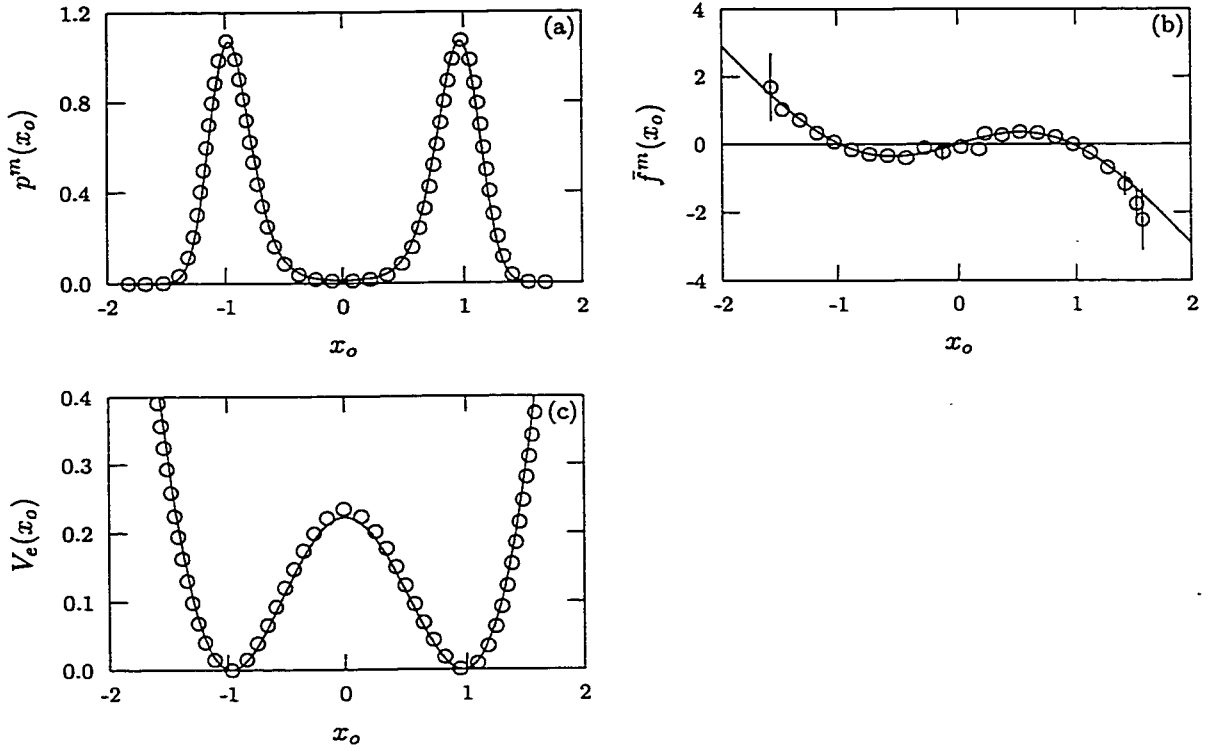 (a)
1.2
0.8
0.4
0.0
p^m(x_o)
-2 -1 0 1 2
x_o
(b)
4
2
0
-2
-4
f̄^m(x_o)
-2 -1 0 1 2
x_o
(c)
0.4
0.3
0.2
0.1
0.0
V_e(x_o)
-2 -1 0 1 2
x_o